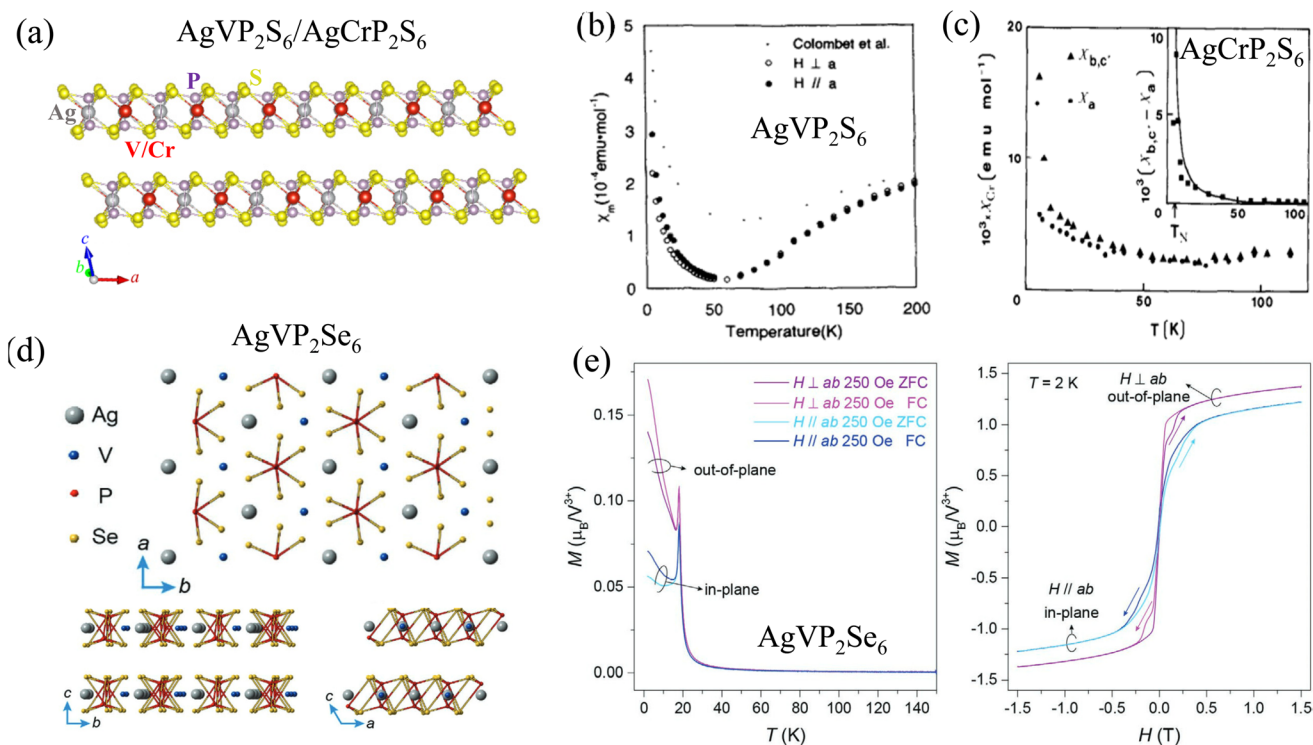 (a)
AgVP2S6/AgCrP2S6
P
S
Ag
V/Cr
c
b
a
(b)
5
4
3
2
1
0
χm(10-4emu•mol-1)
Colombet et al.
H ⊥ a
H // a
AgVP2S6
0
50
100
150
200
Temperature(K)
(c)
20
10
0
10³.χCr (emu mol-1)
χb,c'
χa
10
5
0
10³(χb,c' - χa)
AgCrP2S6
0
50
100
TN
0
50
100
T(K)
(d)
AgVP2Se6
Ag
V
P
Se
a
b
c
b
c
a
(e)
0.15
0.10
0.05
0.00
M (μB/V3+)
H ⊥ ab 250 Oe ZFC
H ⊥ ab 250 Oe FC
H // ab 250 Oe ZFC
H // ab 250 Oe FC
out-of-plane
in-plane
AgVP2Se6
0
20
40
60
80
100
120
140
T (K)
1.5
1.0
0.5
0.0
-0.5
-1.0
-1.5
M (μB/V3+)
T = 2 K
H ⊥ ab
out-of-plane
H // ab
in-plane
-1.5
-1.0
-0.5
0.0
0.5
1.0
1.5
H (T)